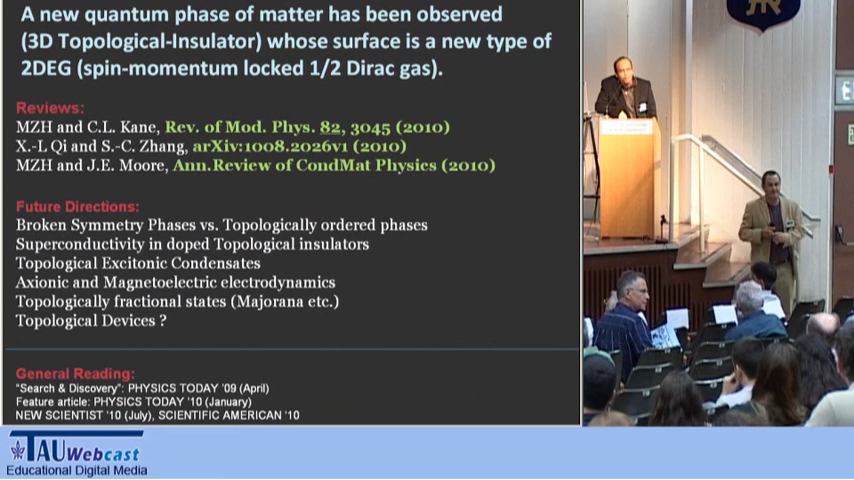 A new quantum phase of matter has been observed
(3D Topological-Insulator) whose surface is a new type of
2DEG (spin-momentum locked 1/2 Dirac gas).
Reviews:
MZH and C.L. Kane, Rev. of Mod. Phys. 82, 3045 (2010)
X.-L Qi and S.-C. Zhang, arXiv:1008.2026v1 (2010)
MZH and J.E. Moore, Ann.Review of CondMat Physics (2010)
Future Directions:
Broken Symmetry Phases vs. Topologically ordered phases
Superconductivity in doped Topological insulators
Topological Excitonic Condensates
Axionic and Magnetoelectric electrodynamics
Topologically fractional states (Majorana etc.)
Topological Devices ?
General Reading:
"Search & Discovery": PHYSICS TODAY '09 (April)
Feature article: PHYSICS TODAY '10 (January)
NEW SCIENTIST '10 (July), SCIENTIFIC AMERICAN '10
TAU Webcast
Educational Digital Media